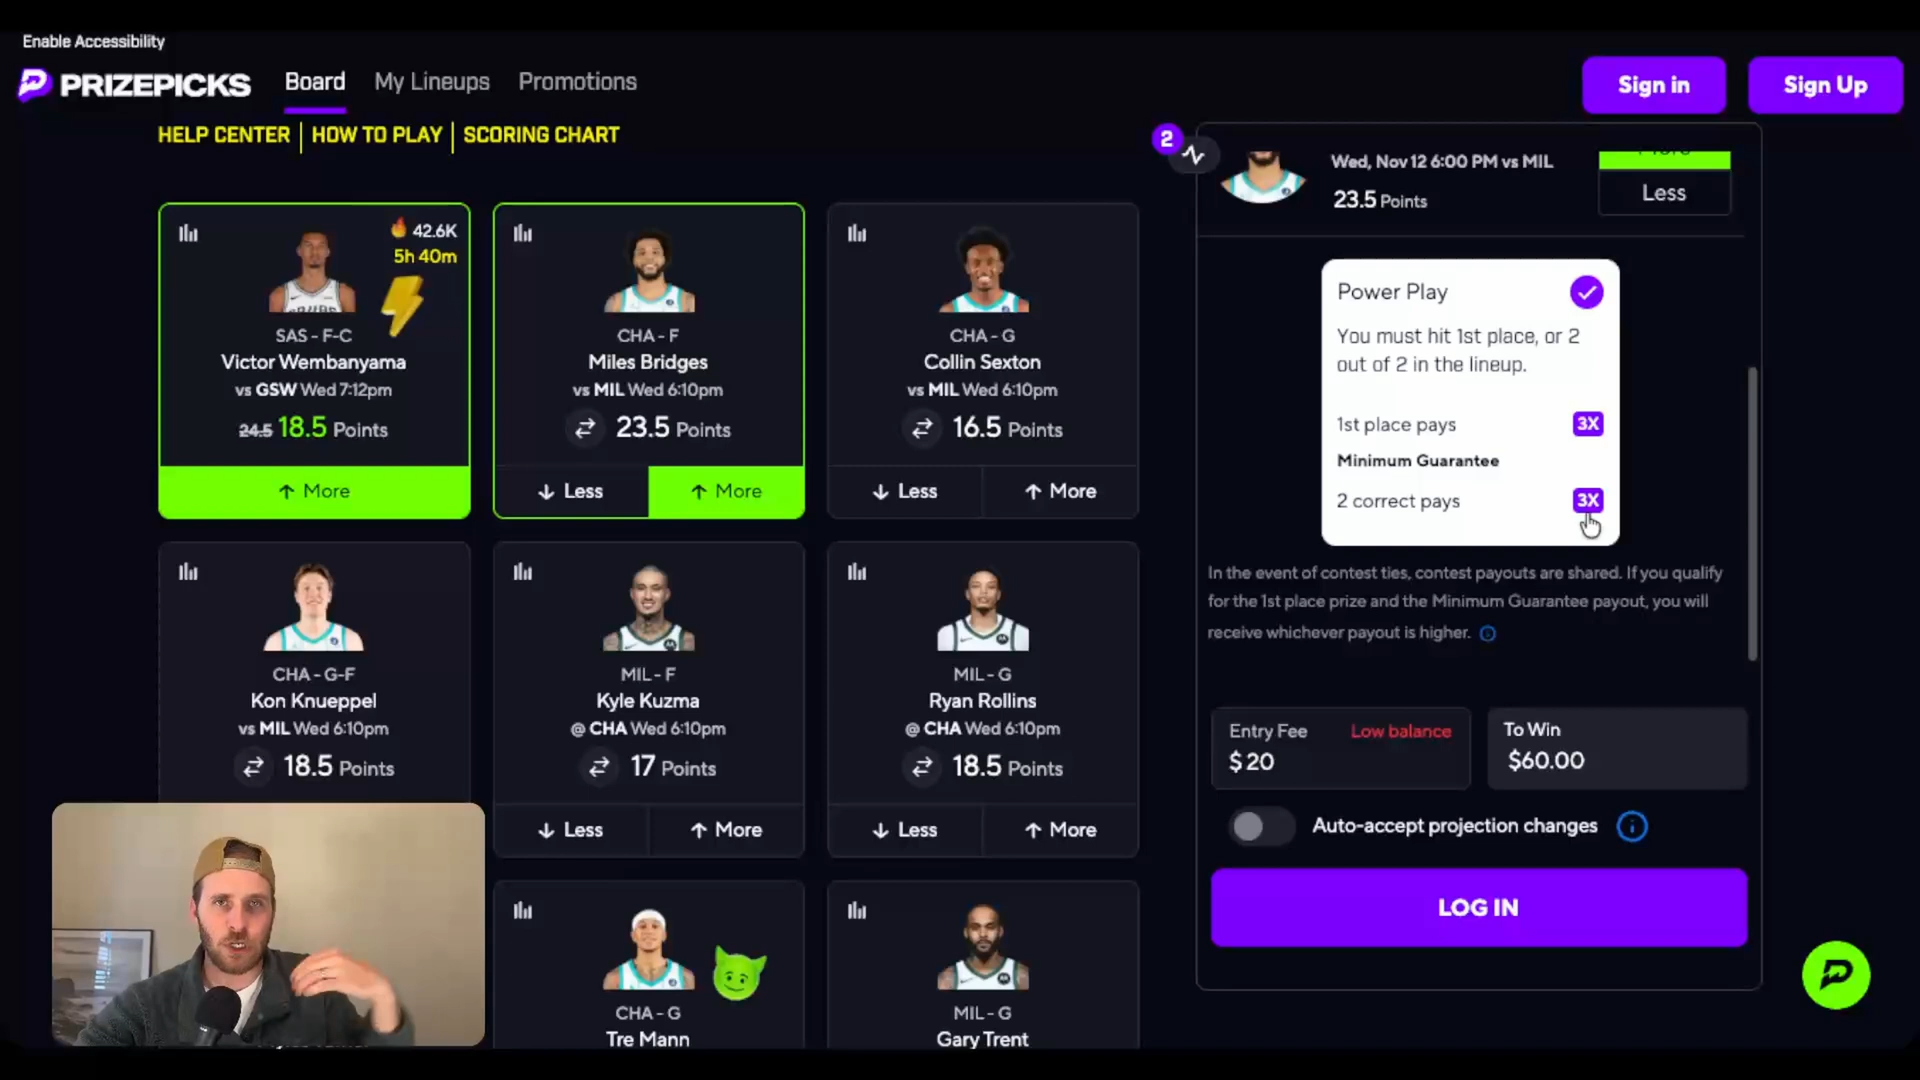 Enable Accessibility
PRIZEPICKS
Board
My Lineups
Promotions
Sign in
Sign Up
HELP CENTER | HOW TO PLAY | SCORING CHART
42.6K
5h 40m
SAS - F-C
Victor Wembanyama
vs GSW Wed 7:12pm
24.5 18.5 Points
↑ More
CHA - F
Miles Bridges
vs MIL Wed 6:10pm
23.5 Points
↓ Less
↑ More
CHA - G
Collin Sexton
vs MIL Wed 6:10pm
16.5 Points
↓ Less
↑ More
CHA - G-F
Kon Knueppel
vs MIL Wed 6:10pm
18.5 Points
MIL - F
Kyle Kuzma
@ CHA Wed 6:10pm
17 Points
↓ Less
↑ More
MIL - G
Ryan Rollins
@ CHA Wed 6:10pm
18.5 Points
↓ Less
↑ More
CHA - G
Tre Mann
MIL - G
Gary Trent
2
Wed, Nov 12 6:00 PM vs MIL
23.5 Points
More
Less
Power Play
You must hit 1st place, or 2
out of 2 in the lineup.
1st place pays 3X
Minimum Guarantee
2 correct pays 3X
In the event of contest ties, contest payouts are shared. If you qualify
for the 1st place prize and the Minimum Guarantee payout, you will
receive whichever payout is higher.
Entry Fee
Low balance
$ 20
To Win
$60.00
Auto-accept projection changes
LOG IN